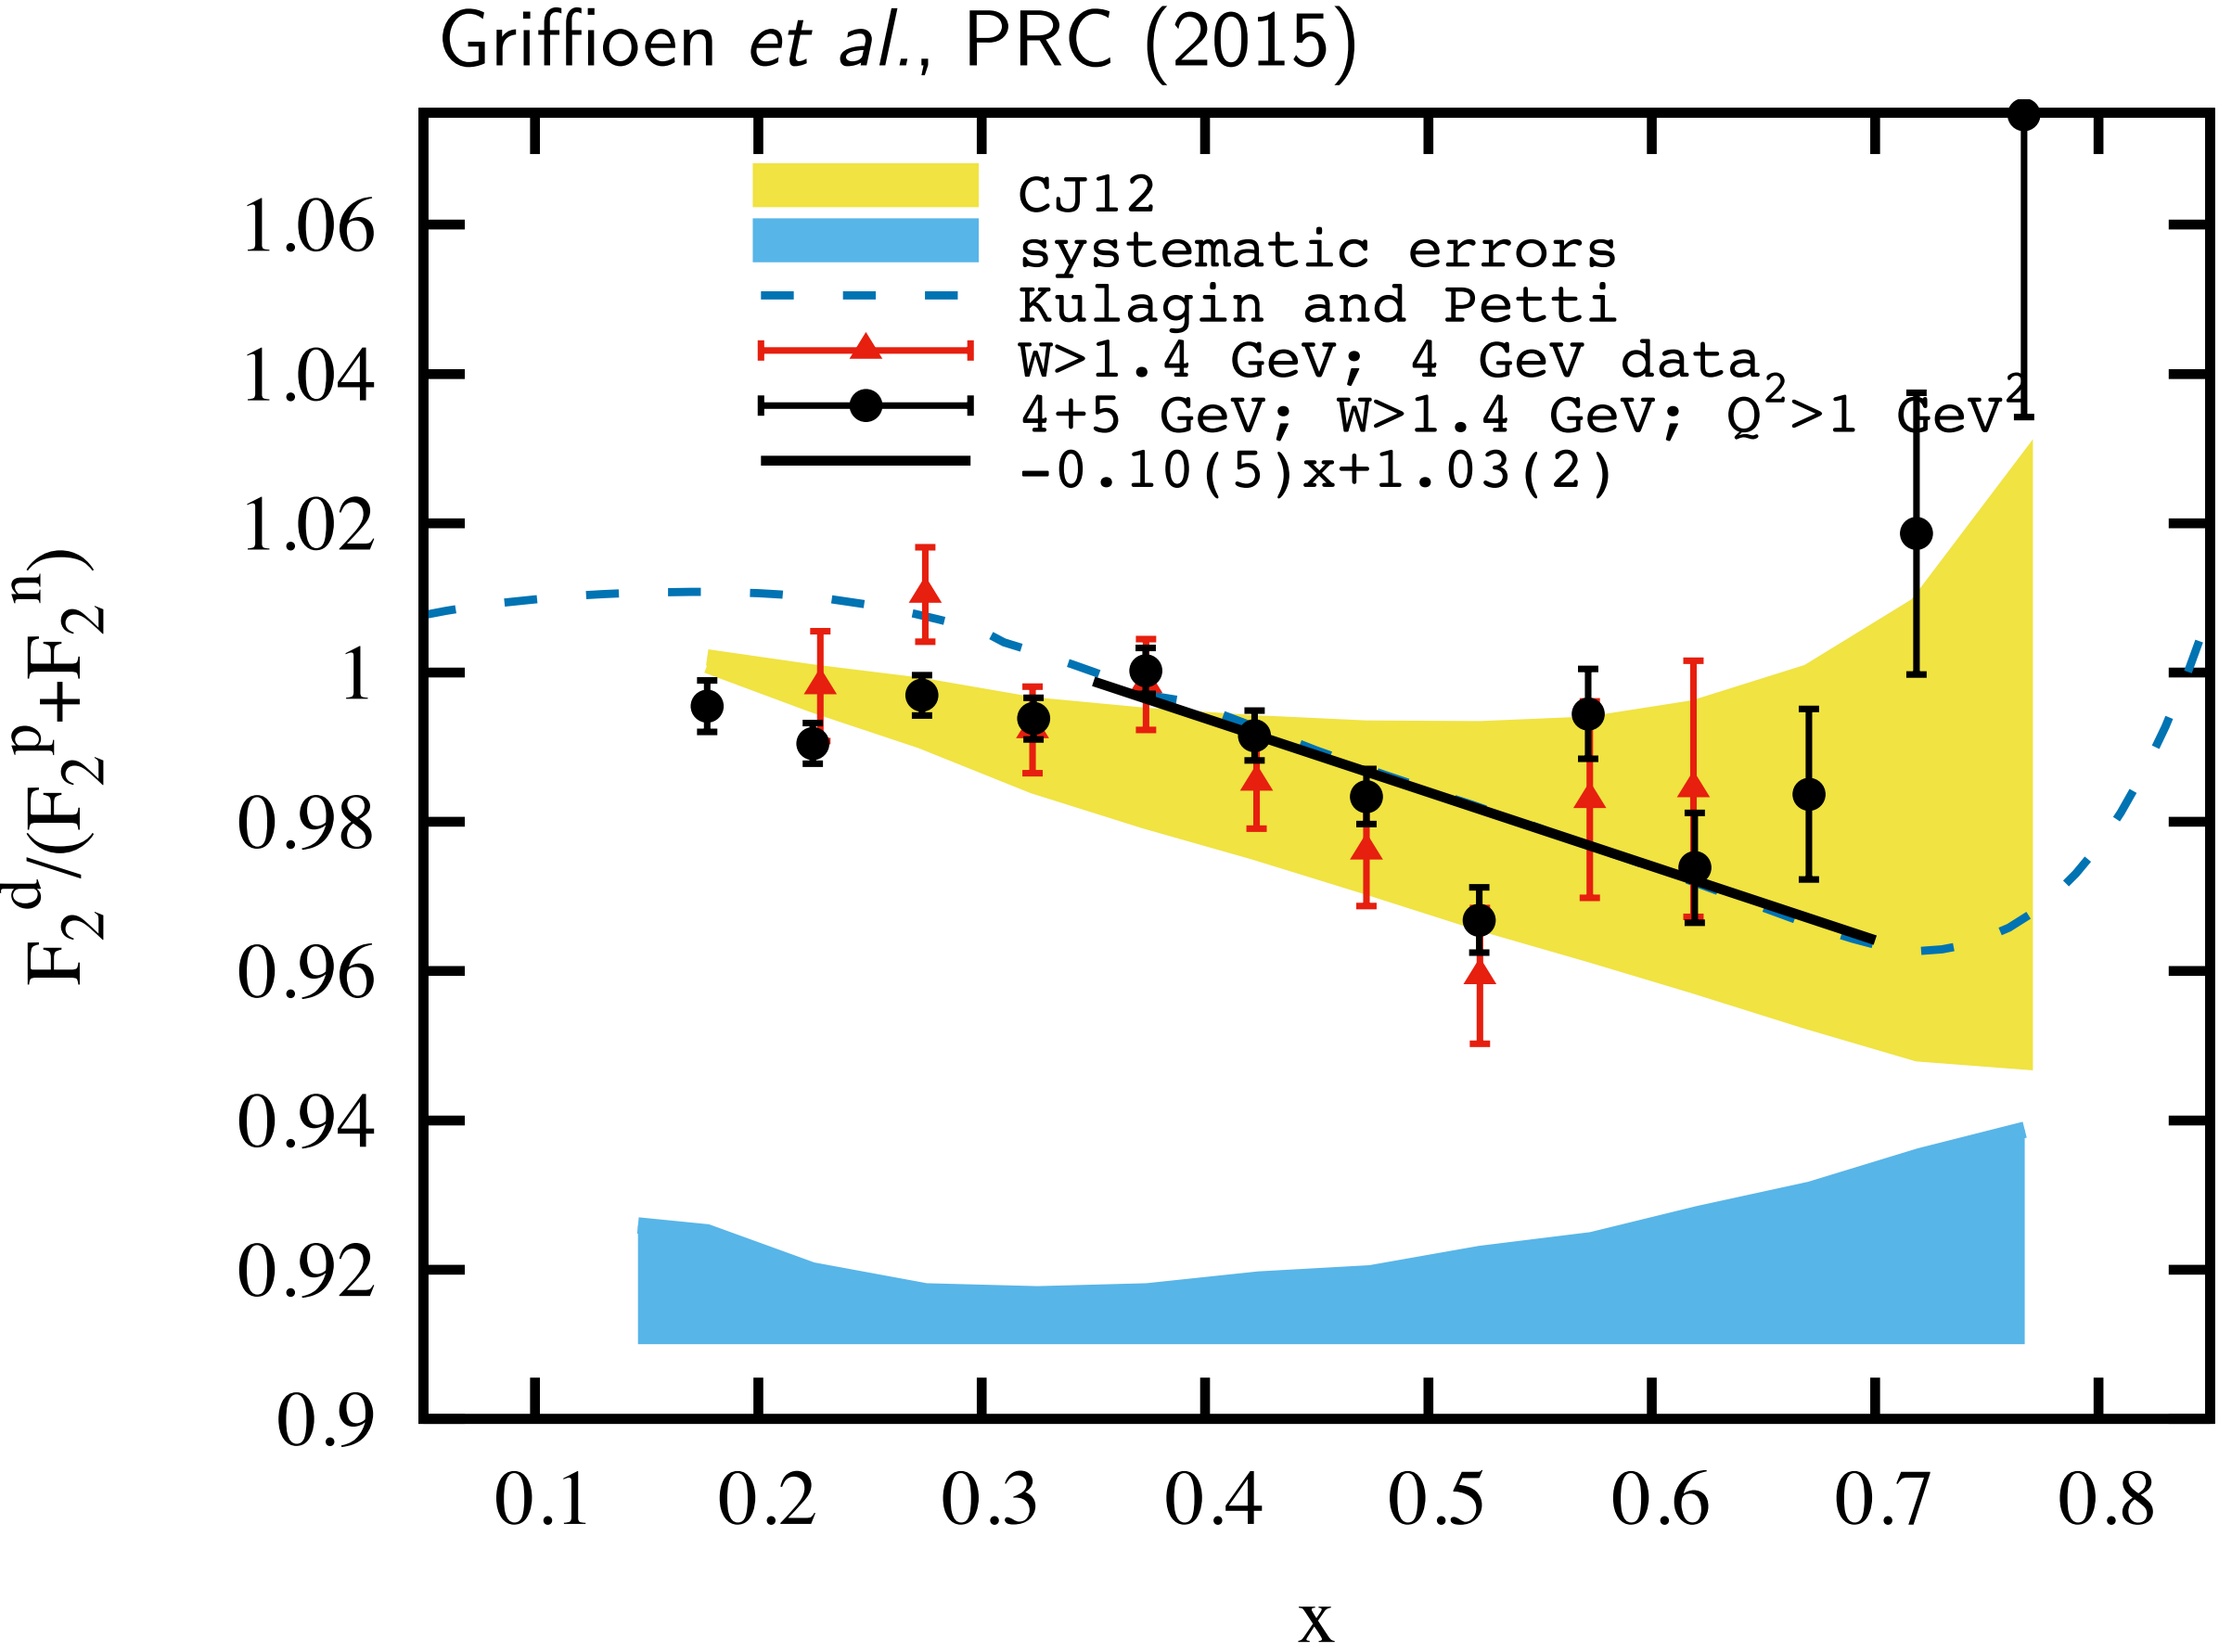 Griffioen et al., PRC (2015)
CJ12
systematic errors
Kulagin and Petti
W>1.4 GeV; 4 GeV data
4+5 GeV; W>1.4 GeV; Q²>1 GeV²
-0.10(5)x+1.03(2)
F₂ᵈ/(F₂ᵖ+F₂ⁿ)
1.06
1.04
1.02
1
0.98
0.96
0.94
0.92
0.9
0.1 0.2 0.3 0.4 0.5 0.6 0.7 0.8
x